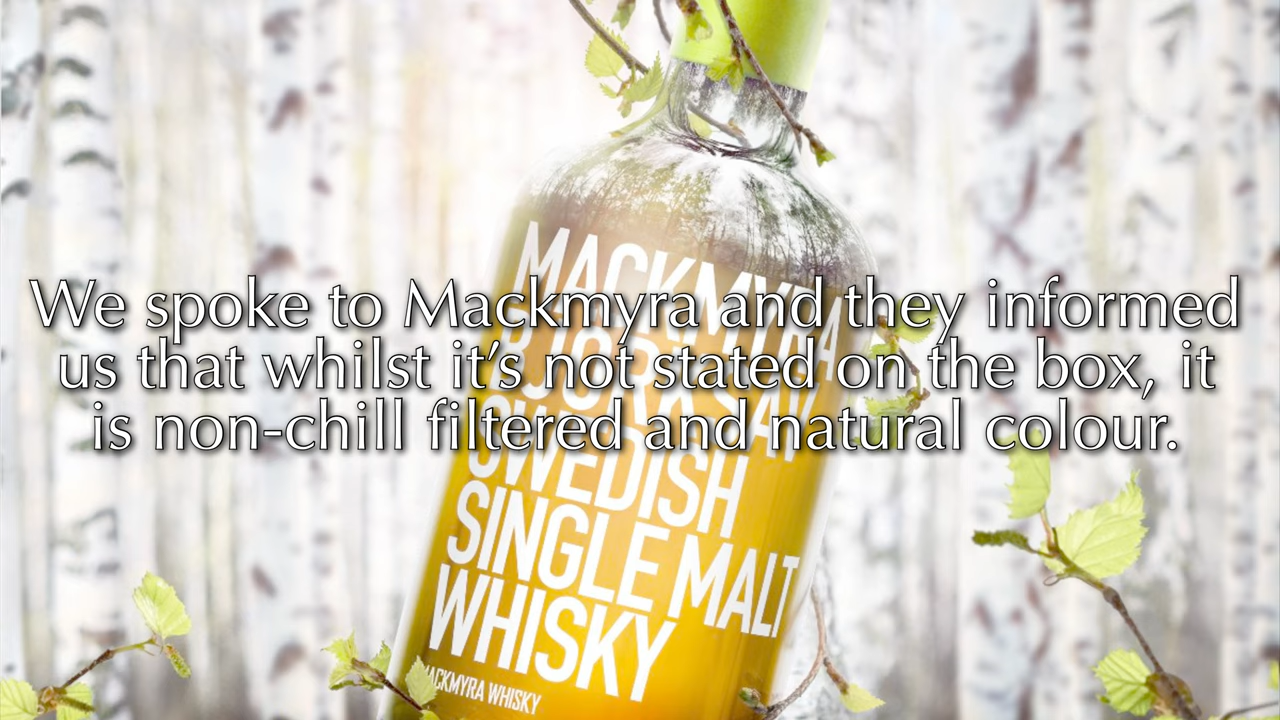 We spoke to Mackmyra and they informed
us that whilst it's not stated on the box, it
is non-chill filtered and natural colour.
MACKMYRA
BJÖRKSAV
SWEDISH
SINGLE MALT
WHISKY
MACKMYRA WHISKY